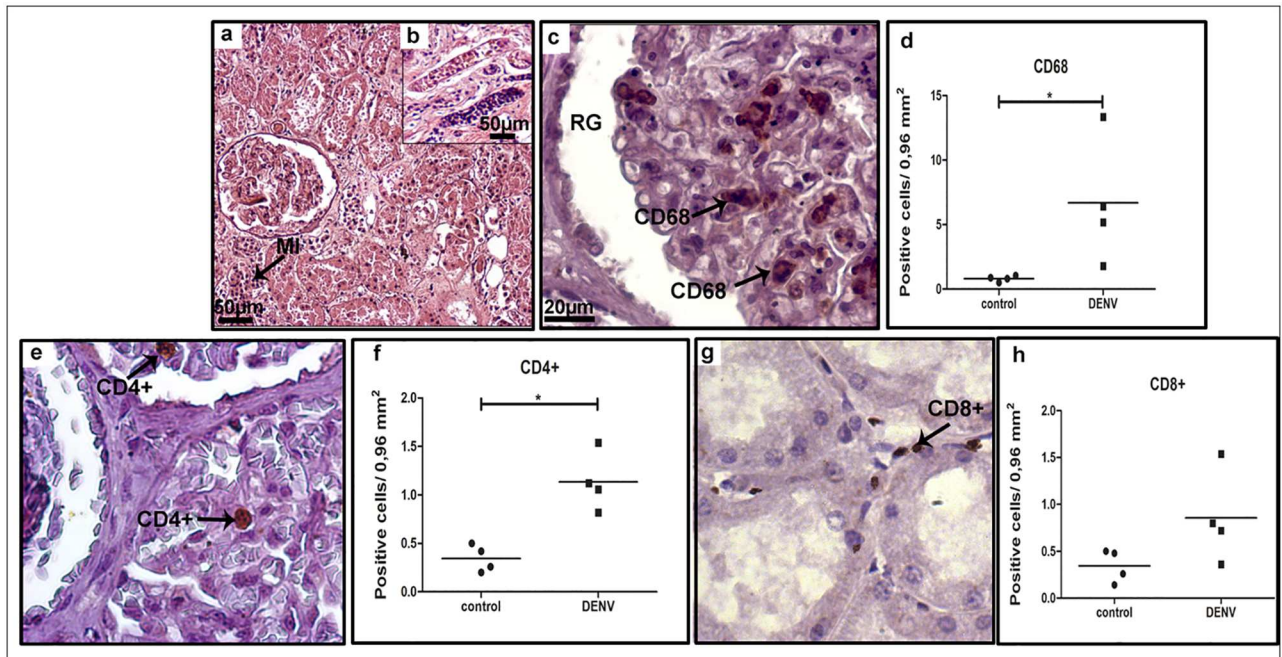 a
MI
50µm
b
50µm
c
RG
CD68
CD68
20µm
d
CD68
Positive cells/ 0,96 mm²
15
10
5
0
*
control
DENV
e
CD4+
CD4+
f
CD4+
Positive cells/ 0,96 mm²
2.0
1.5
1.0
0.5
0.0
*
control
DENV
g
CD8+
h
CD8+
Positive cells/ 0,96 mm²
2.0
1.5
1.0
0.5
0.0
control
DENV